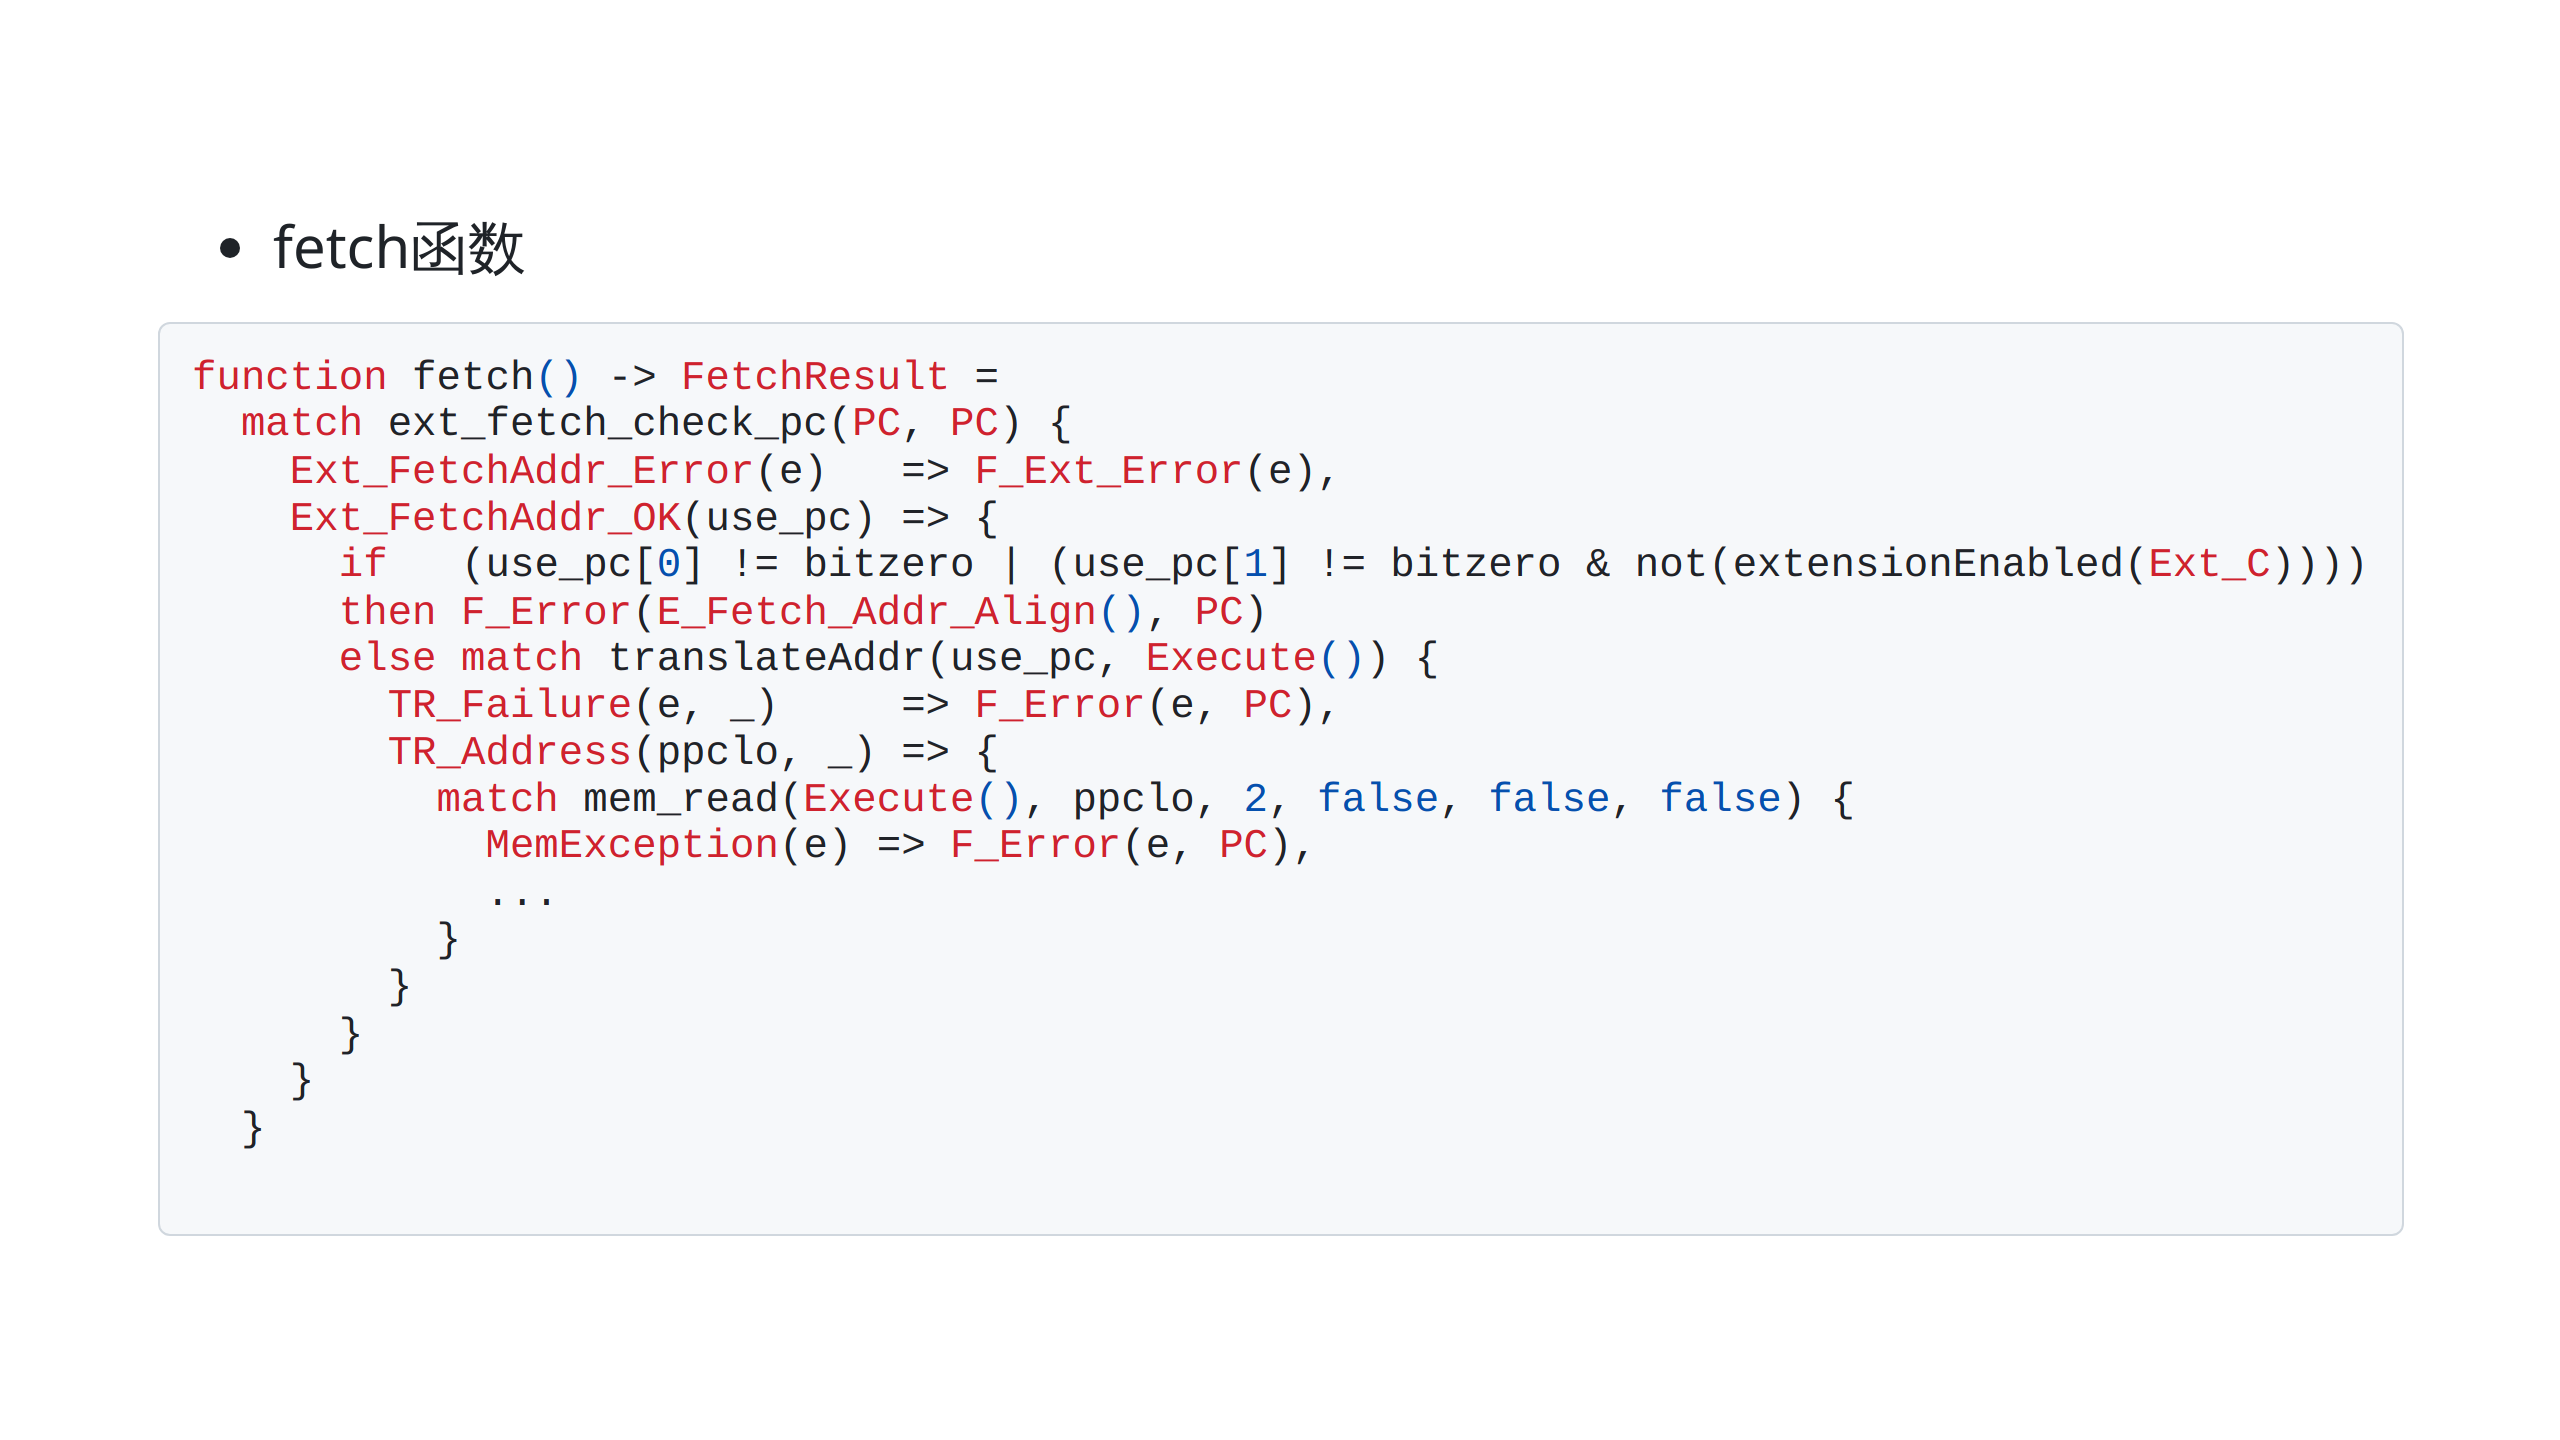 fetch函数
function fetch() -> FetchResult =
  match ext_fetch_check_pc(PC, PC) {
    Ext_FetchAddr_Error(e)   => F_Ext_Error(e),
    Ext_FetchAddr_OK(use_pc) => {
      if   (use_pc[0] != bitzero | (use_pc[1] != bitzero & not(extensionEnabled(Ext_C))))
      then F_Error(E_Fetch_Addr_Align(), PC)
      else match translateAddr(use_pc, Execute()) {
        TR_Failure(e, _)     => F_Error(e, PC),
        TR_Address(ppclo, _) => {
          match mem_read(Execute(), ppclo, 2, false, false, false) {
            MemException(e) => F_Error(e, PC),
            ...
          }
        }
      }
    }
  }